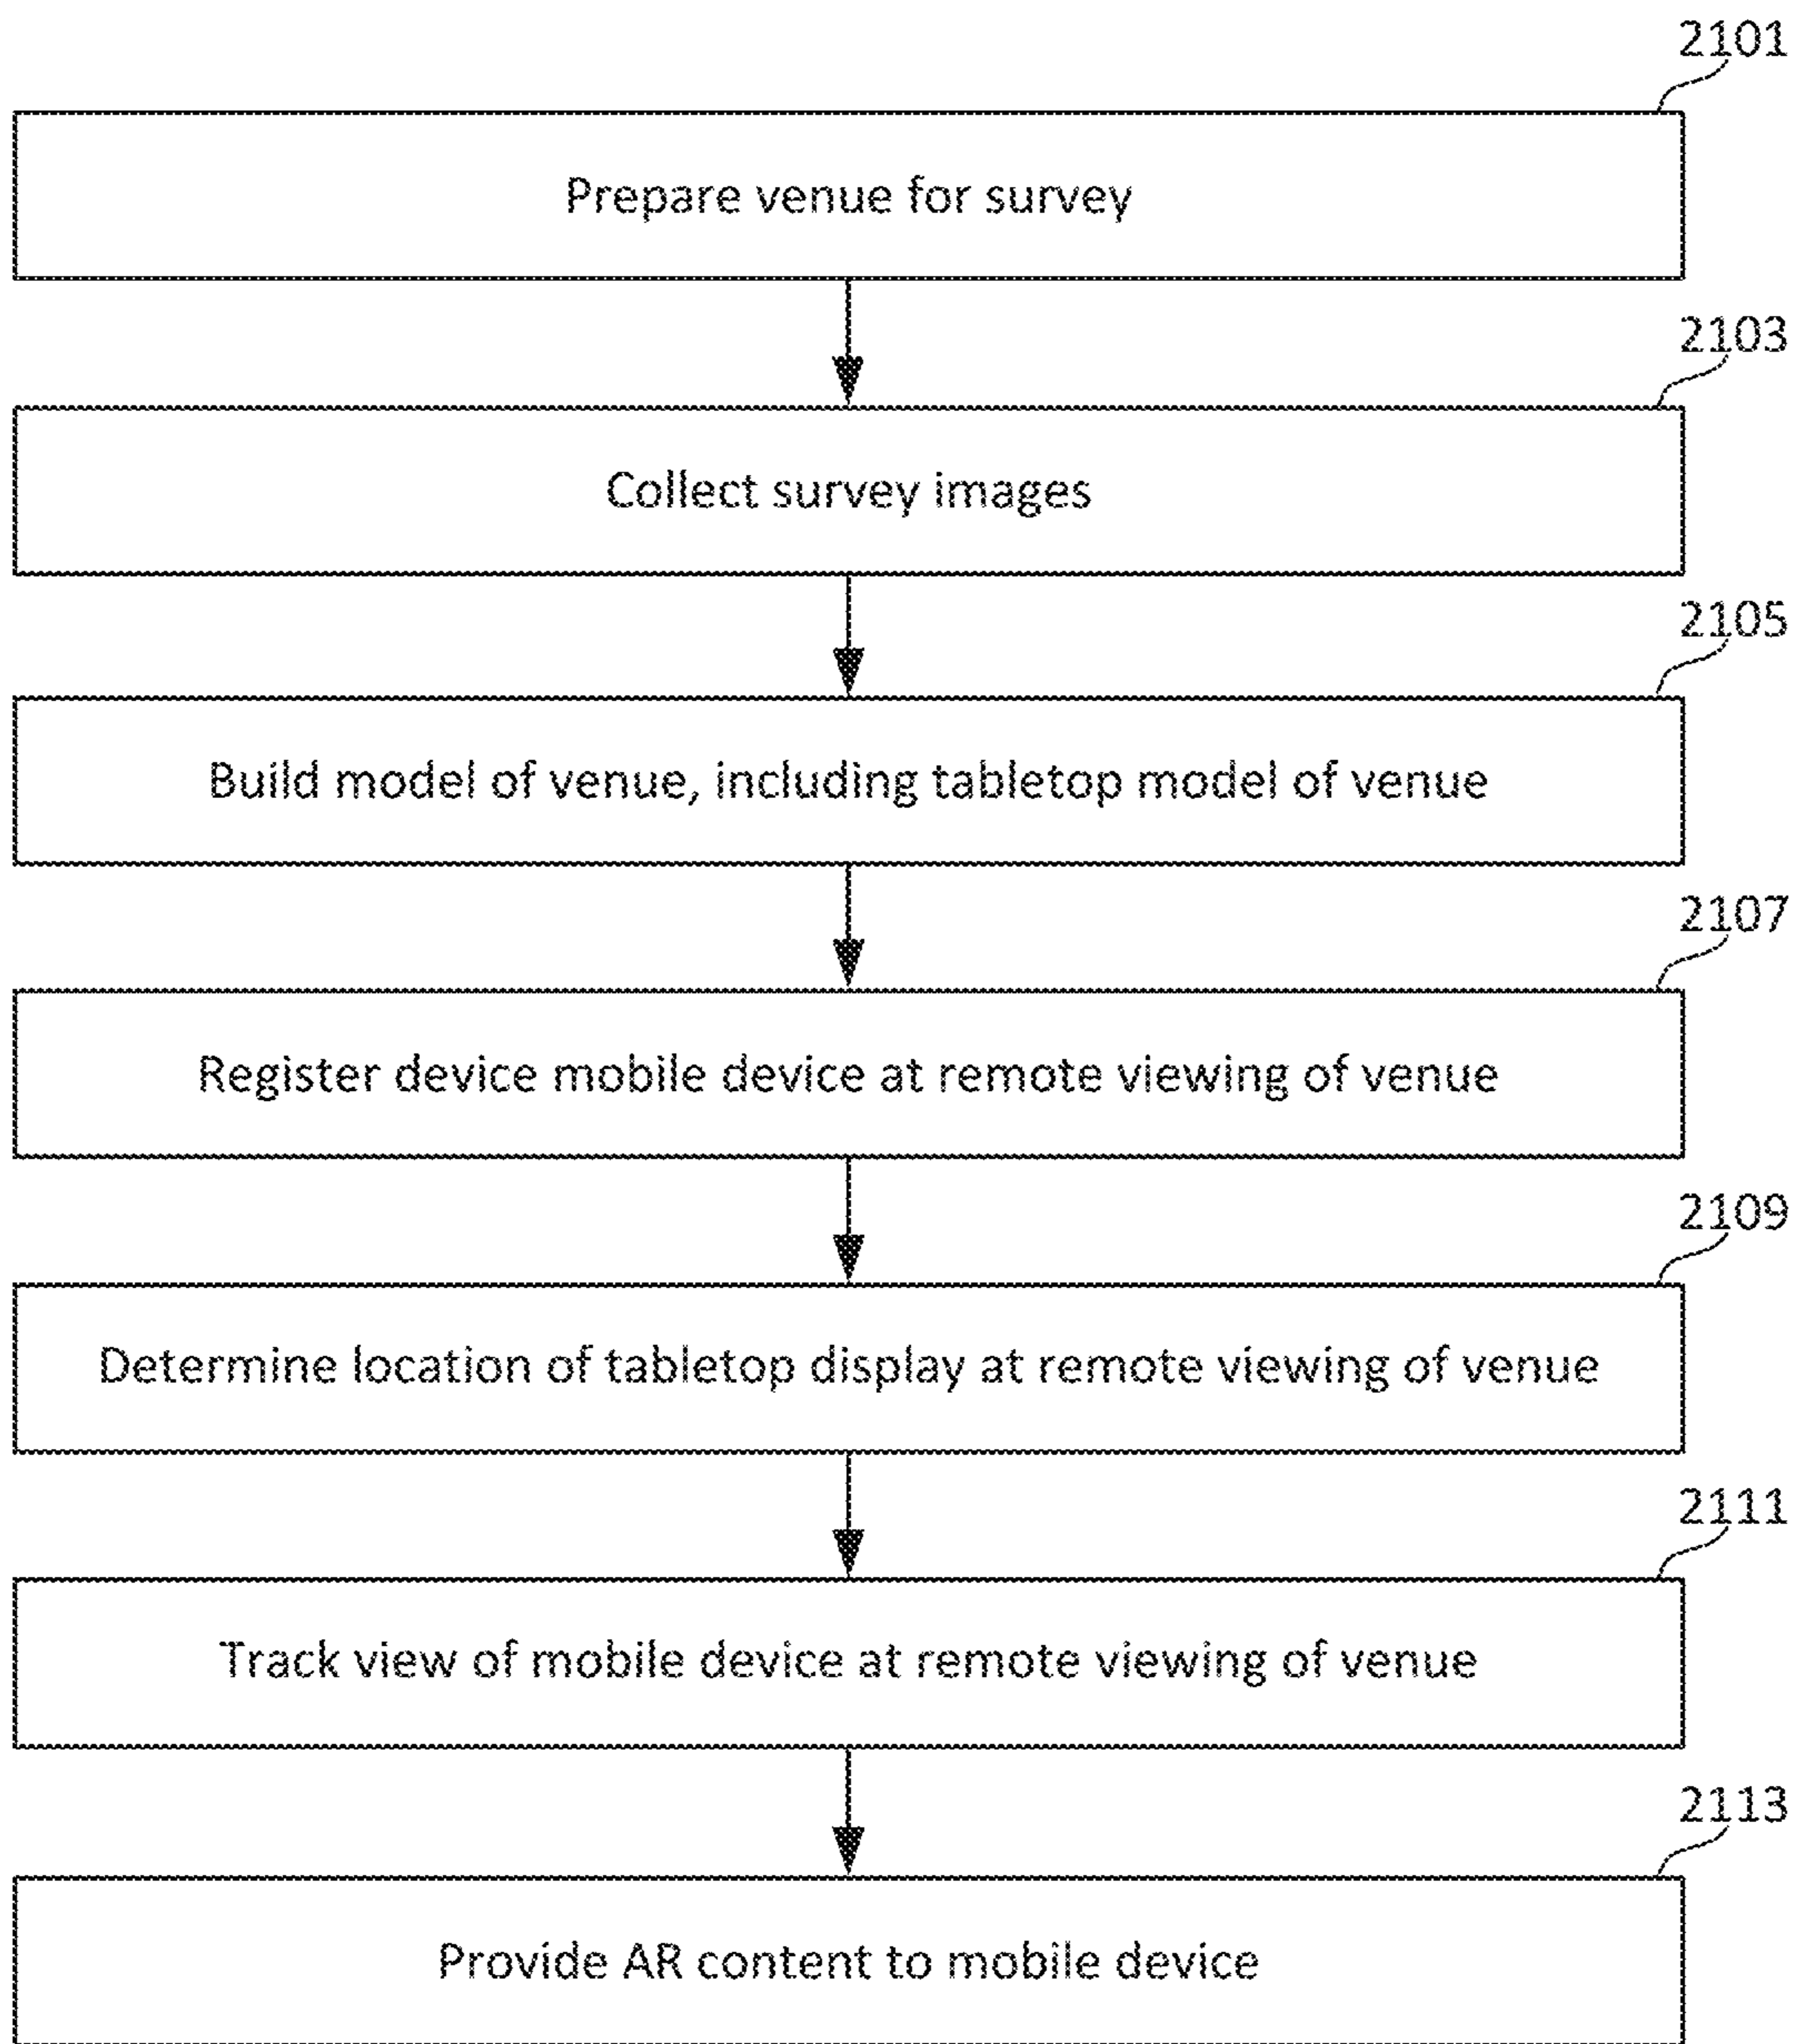 2101
Prepare venue for survey
2103
Collect survey images
2105
Build model of venue, including tabletop model of venue
2107
Register device mobile device at remote viewing of venue
2109
Determine location of tabletop display at remote viewing of venue
2111
Track view of mobile device at remote viewing of venue
2113
Provide AR content to mobile device